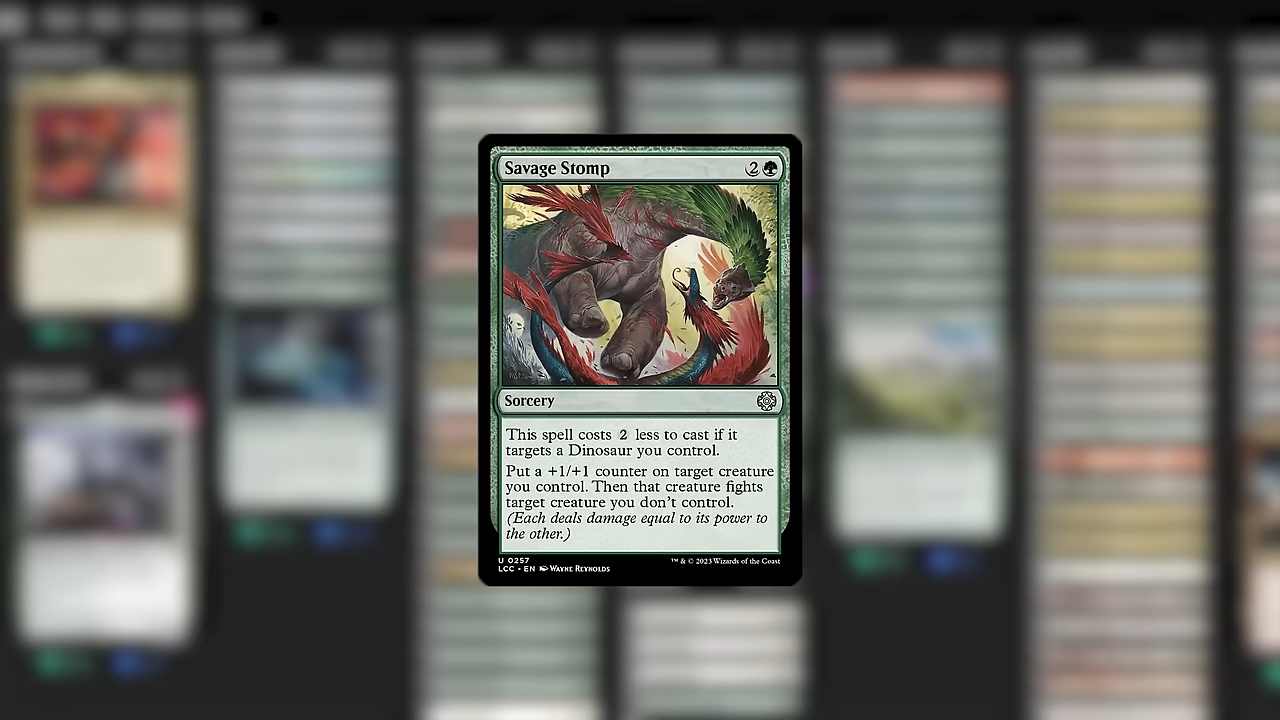 Savage Stomp 2
Sorcery
This spell costs 2 less to cast if it
targets a Dinosaur you control.
Put a +1/+1 counter on target creature
you control. Then that creature fights
target creature you don't control.
(Each deals damage equal to its power to
the other.)
U 0257
LCC • EN Wayne Reynolds
™ & © 2023 Wizards of the Coast